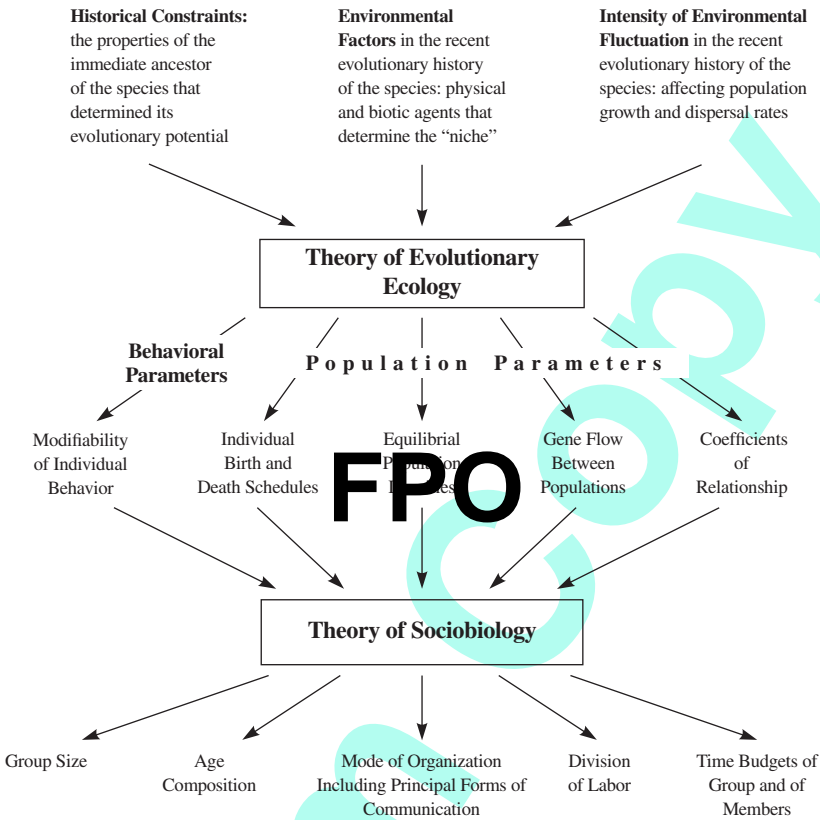 Historical Constraints:
the properties of the
immediate ancestor
of the species that
determined its
evolutionary potential
Environmental
Factors in the recent
evolutionary history
of the species: physical
and biotic agents that
determine the “niche”
Intensity of Environmental
Fluctuation in the recent
evolutionary history of the
species: affecting population
growth and dispersal rates
Theory of Evolutionary
Ecology
Behavioral
Parameters
Population Parameters
Modifiability
of Individual
Behavior
Individual
Birth and
Death Schedules
Equilibrial
Population
Gene Flow
Between
Populations
Coefficients
of
Relationship
FPO
Theory of Sociobiology
Group Size
Age
Composition
Mode of Organization
Including Principal Forms of
Communication
Division
of Labor
Time Budgets of
Group and of
Members
Copy